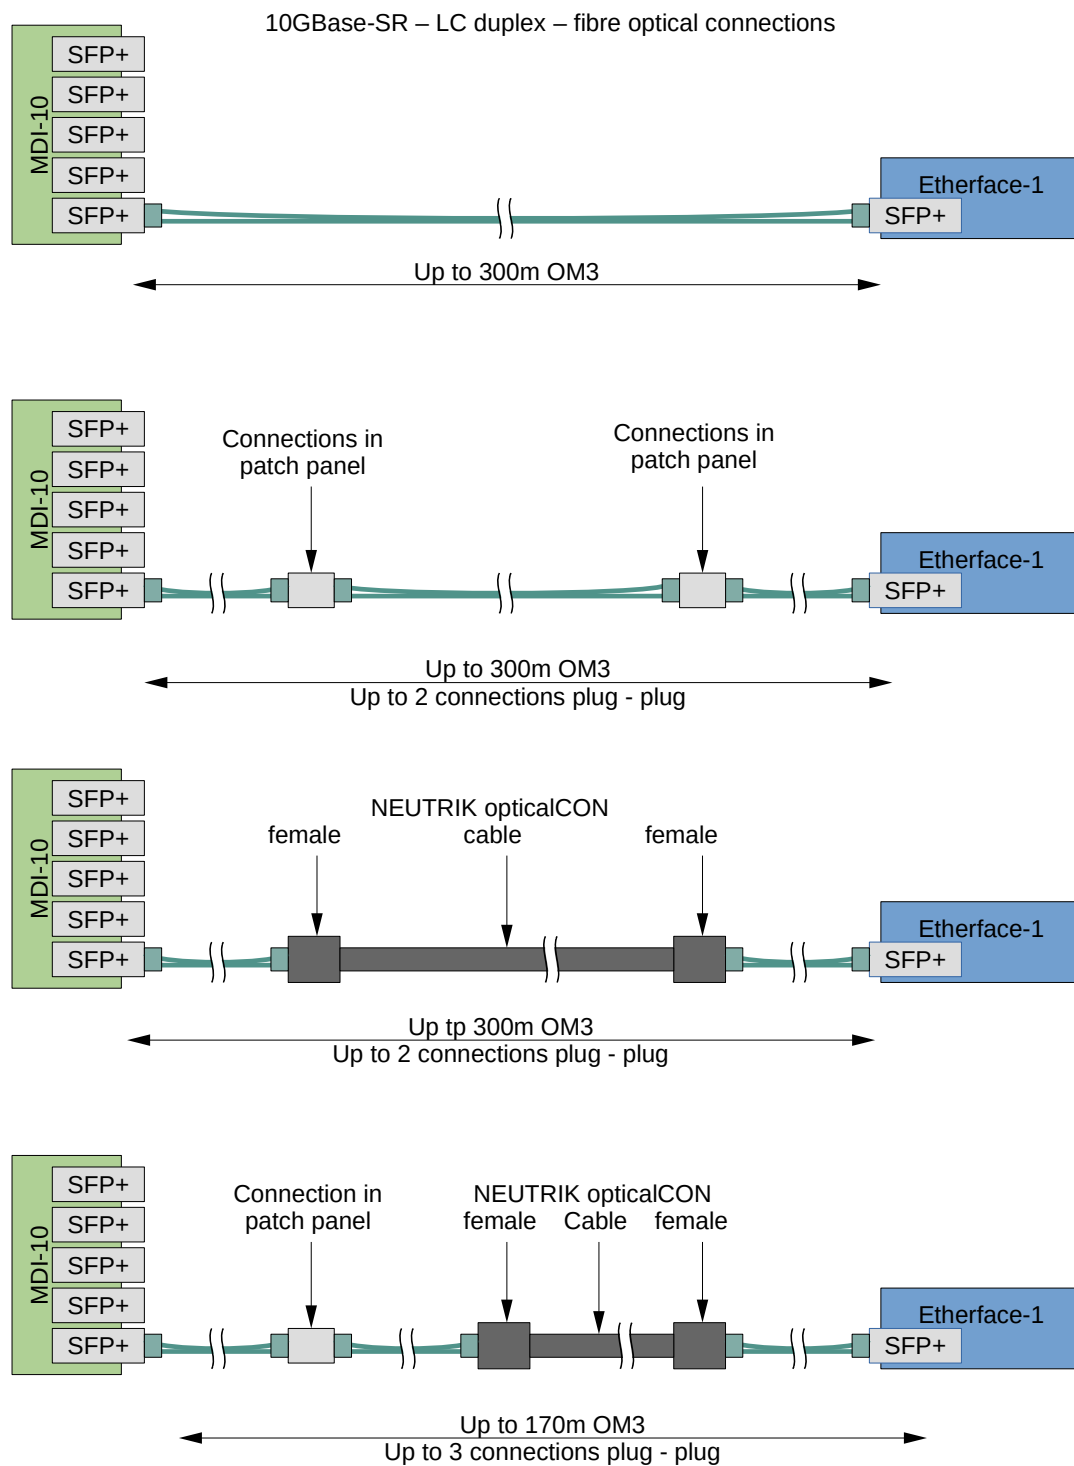 10GBase-SR – LC duplex – fibre optical connections
MDI-10
SFP+
SFP+
SFP+
SFP+
SFP+
Etherface-1
SFP+
Up to 300m OM3
MDI-10
SFP+
SFP+
SFP+
SFP+
SFP+
Connections in
patch panel
Connections in
patch panel
Etherface-1
SFP+
Up to 300m OM3
Up to 2 connections plug - plug
MDI-10
SFP+
SFP+
SFP+
SFP+
SFP+
female
NEUTRIK opticalCON
cable
female
Etherface-1
SFP+
Up tp 300m OM3
Up to 2 connections plug - plug
MDI-10
SFP+
SFP+
SFP+
SFP+
SFP+
Connection in
patch panel
NEUTRIK opticalCON
female Cable female
Etherface-1
SFP+
Up to 170m OM3
Up to 3 connections plug - plug